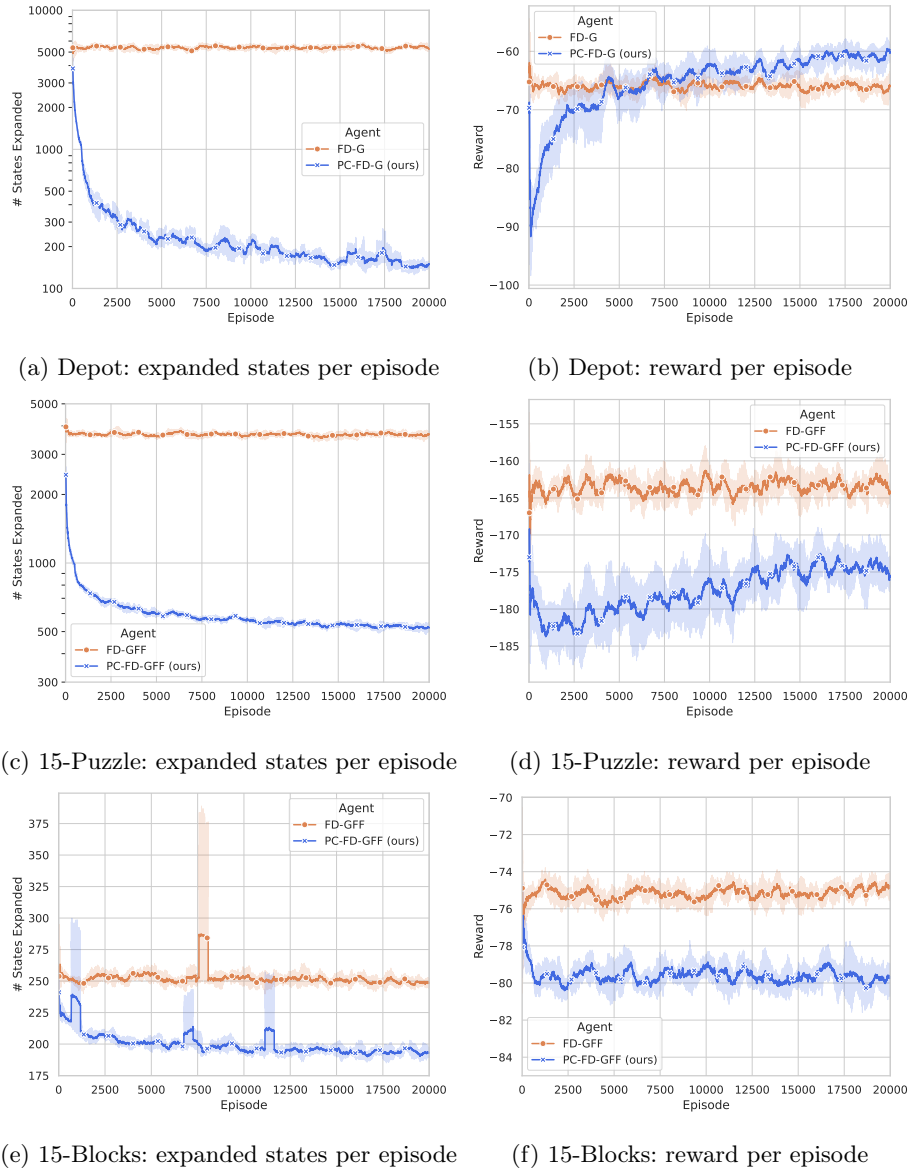 10000
5000
3000
1000
500
300
200
100
0 2500 5000 7500 10000 12500 15000 17500 20000
Episode
# States Expanded
Agent
FD-G
PC-FD-G (ours)
(a) Depot: expanded states per episode
−60
−70
−80
−90
−100
0 2500 5000 7500 10000 12500 15000 17500 20000
Episode
Reward
Agent
FD-G
PC-FD-G (ours)
(b) Depot: reward per episode
5000
3000
2000
1000
500
300
0 2500 5000 7500 10000 12500 15000 17500 20000
Episode
# States Expanded
Agent
FD-GFF
PC-FD-GFF (ours)
(c) 15-Puzzle: expanded states per episode
−155
−160
−165
−170
−175
−180
−185
0 2500 5000 7500 10000 12500 15000 17500 20000
Episode
Reward
Agent
FD-GFF
PC-FD-GFF (ours)
(d) 15-Puzzle: reward per episode
375
350
325
300
275
250
225
200
175
0 2500 5000 7500 10000 12500 15000 17500 20000
Episode
# States Expanded
Agent
FD-GFF
PC-FD-GFF (ours)
(e) 15-Blocks: expanded states per episode
−70
−72
−74
−76
−78
−80
−82
−84
0 2500 5000 7500 10000 12500 15000 17500 20000
Episode
Reward
Agent
FD-GFF
PC-FD-GFF (ours)
(f) 15-Blocks: reward per episode